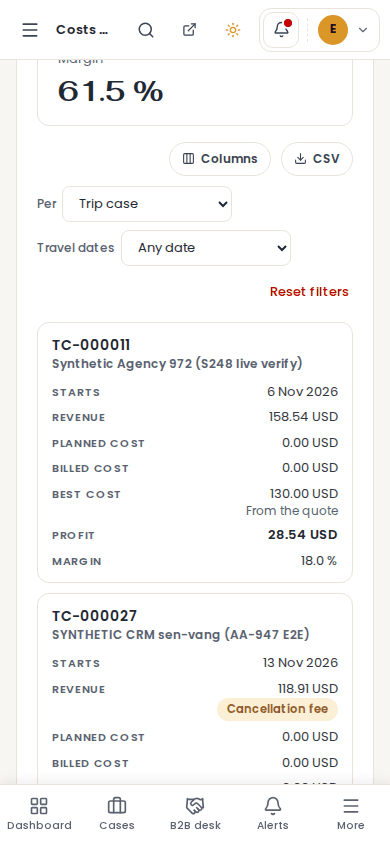 Costs ...
E
Margin
61.5 %
Columns
CSV
Per
Trip case
Travel dates
Any date
Reset filters
TC-000011
Synthetic Agency 972 (S248 live verify)
STARTS
6 Nov 2026
REVENUE
158.54 USD
PLANNED COST
0.00 USD
BILLED COST
0.00 USD
BEST COST
130.00 USD
From the quote
PROFIT
28.54 USD
MARGIN
18.0 %
TC-000027
SYNTHETIC CRM sen-vang (AA-947 E2E)
STARTS
13 Nov 2026
REVENUE
118.91 USD
Cancellation fee
PLANNED COST
0.00 USD
BILLED COST
0.00 USD
Dashboard
Cases
B2B desk
Alerts
More